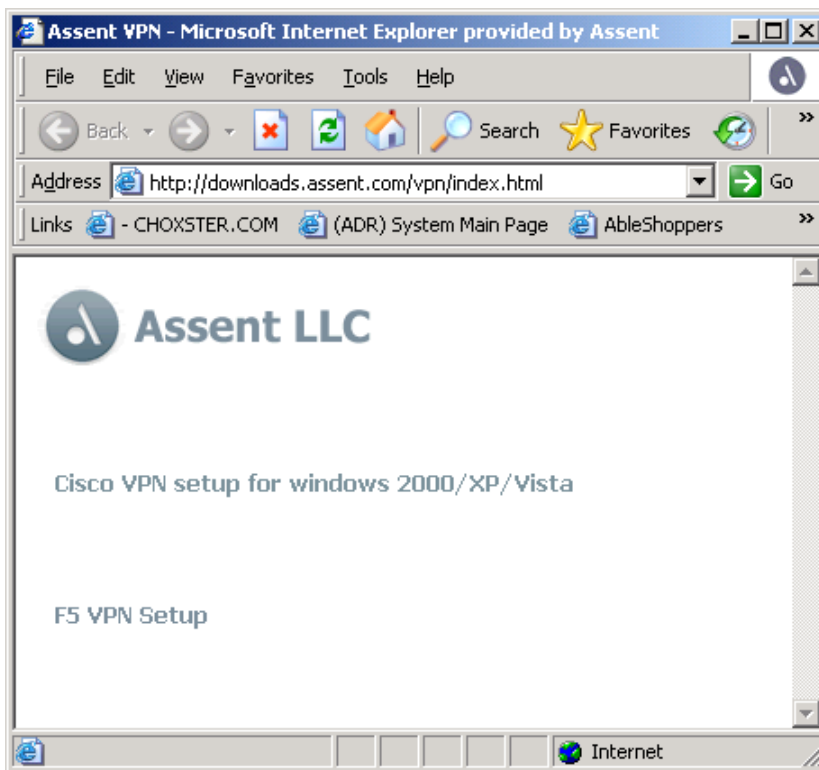 Assent VPN - Microsoft Internet Explorer provided by Assent
File Edit View Favorites Tools Help
Back Search Favorites »
Address http://downloads.assent.com/vpn/index.html Go
Links - CHOXSTER.COM (ADR) System Main Page AbleShoppers »
Assent LLC
Cisco VPN setup for windows 2000/XP/Vista
F5 VPN Setup
Internet